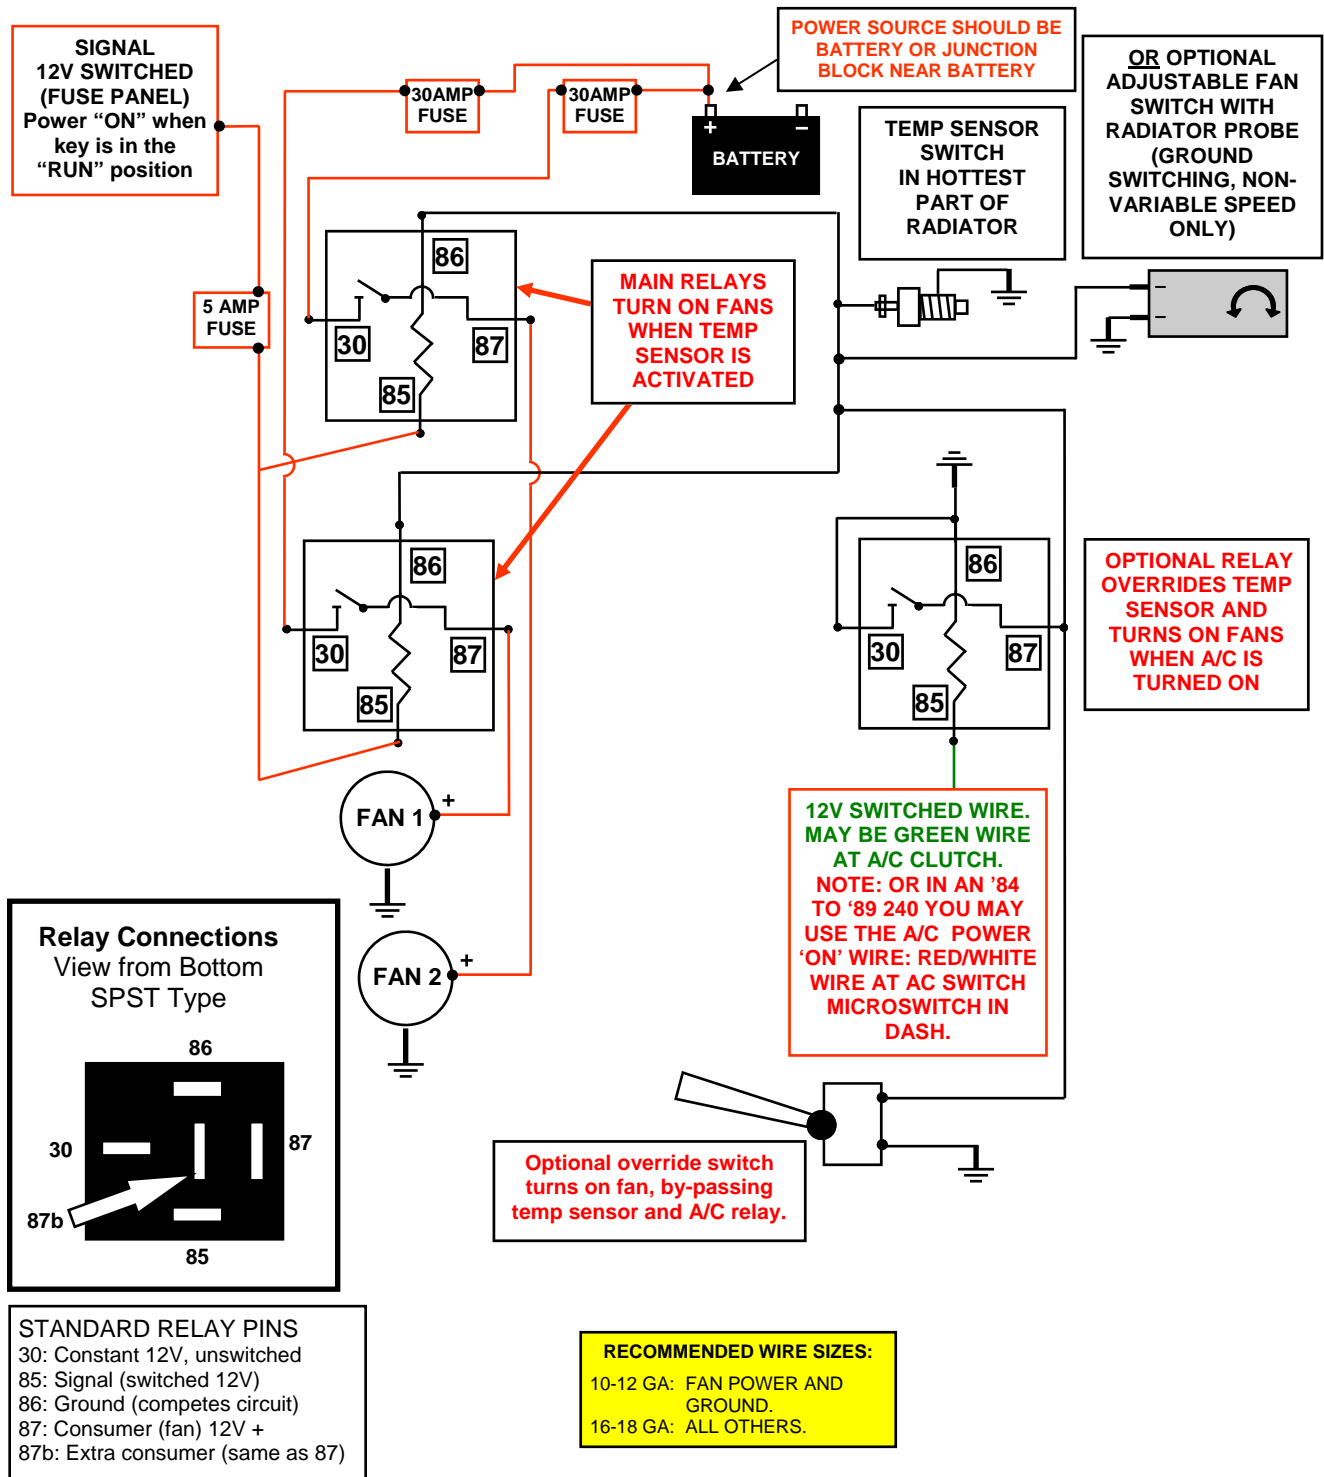 SIGNAL
12V SWITCHED
(FUSE PANEL)
Power “ON” when
key is in the
“RUN” position
30AMP
FUSE
30AMP
FUSE
POWER SOURCE SHOULD BE
BATTERY OR JUNCTION
BLOCK NEAR BATTERY
+
–
BATTERY
TEMP SENSOR
SWITCH
IN HOTTEST
PART OF
RADIATOR
OR OPTIONAL
ADJUSTABLE FAN
SWITCH WITH
RADIATOR PROBE
(GROUND
SWITCHING, NON-
VARIABLE SPEED
ONLY)
5 AMP
FUSE
86
30
87
85
MAIN RELAYS
TURN ON FANS
WHEN TEMP
SENSOR IS
ACTIVATED
–
–
86
30
87
85
86
30
87
85
OPTIONAL RELAY
OVERRIDES TEMP
SENSOR AND
TURNS ON FANS
WHEN A/C IS
TURNED ON
FAN 1
+
FAN 2
+
12V SWITCHED WIRE.
MAY BE GREEN WIRE
AT A/C CLUTCH.
NOTE: OR IN AN ’84
TO ‘89 240 YOU MAY
USE THE A/C POWER
‘ON’ WIRE: RED/WHITE
WIRE AT AC SWITCH
MICROSWITCH IN
DASH.
Relay Connections
View from Bottom
SPST Type
86
30
87
87b
85
Optional override switch
turns on fan, by-passing
temp sensor and A/C relay.
STANDARD RELAY PINS
30: Constant 12V, unswitched
85: Signal (switched 12V)
86: Ground (competes circuit)
87: Consumer (fan) 12V +
87b: Extra consumer (same as 87)
RECOMMENDED WIRE SIZES:
10-12 GA: FAN POWER AND
GROUND.
16-18 GA: ALL OTHERS.